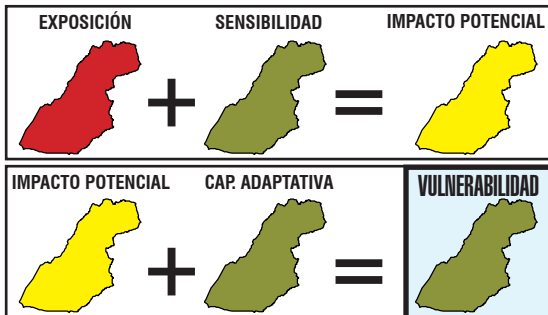 EXPOSICIÓN SENSIBILIDAD IMPACTO POTENCIAL
+ =
IMPACTO POTENCIAL CAP. ADAPTATIVA VULNERABILIDAD
+ =